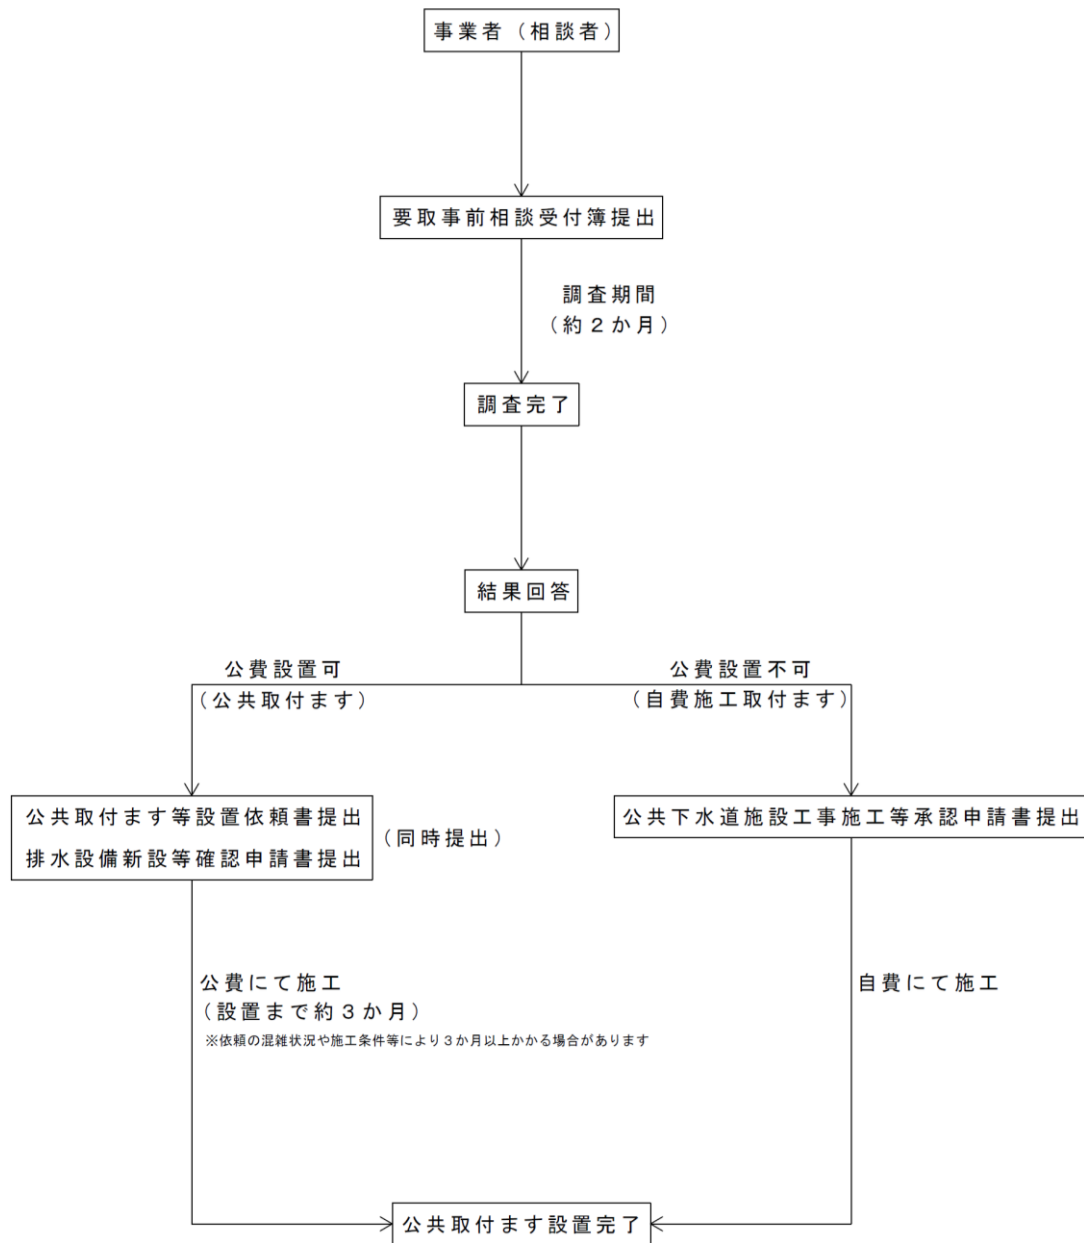 事業者（相談者）
要取事前相談受付簿提出
調査期間
（約２か月）
調査完了
結果回答
公費設置可
（公共取付ます）
公費設置不可
（自費施工取付ます）
公共取付ます等設置依頼書提出
排水設備新設等確認申請書提出
（同時提出）
公共下水道施設工事施工等承認申請書提出
公費にて施工
（設置まで約３か月）
※依頼の混雑状況や施工条件等により３か月以上かかる場合があります
自費にて施工
公共取付ます設置完了